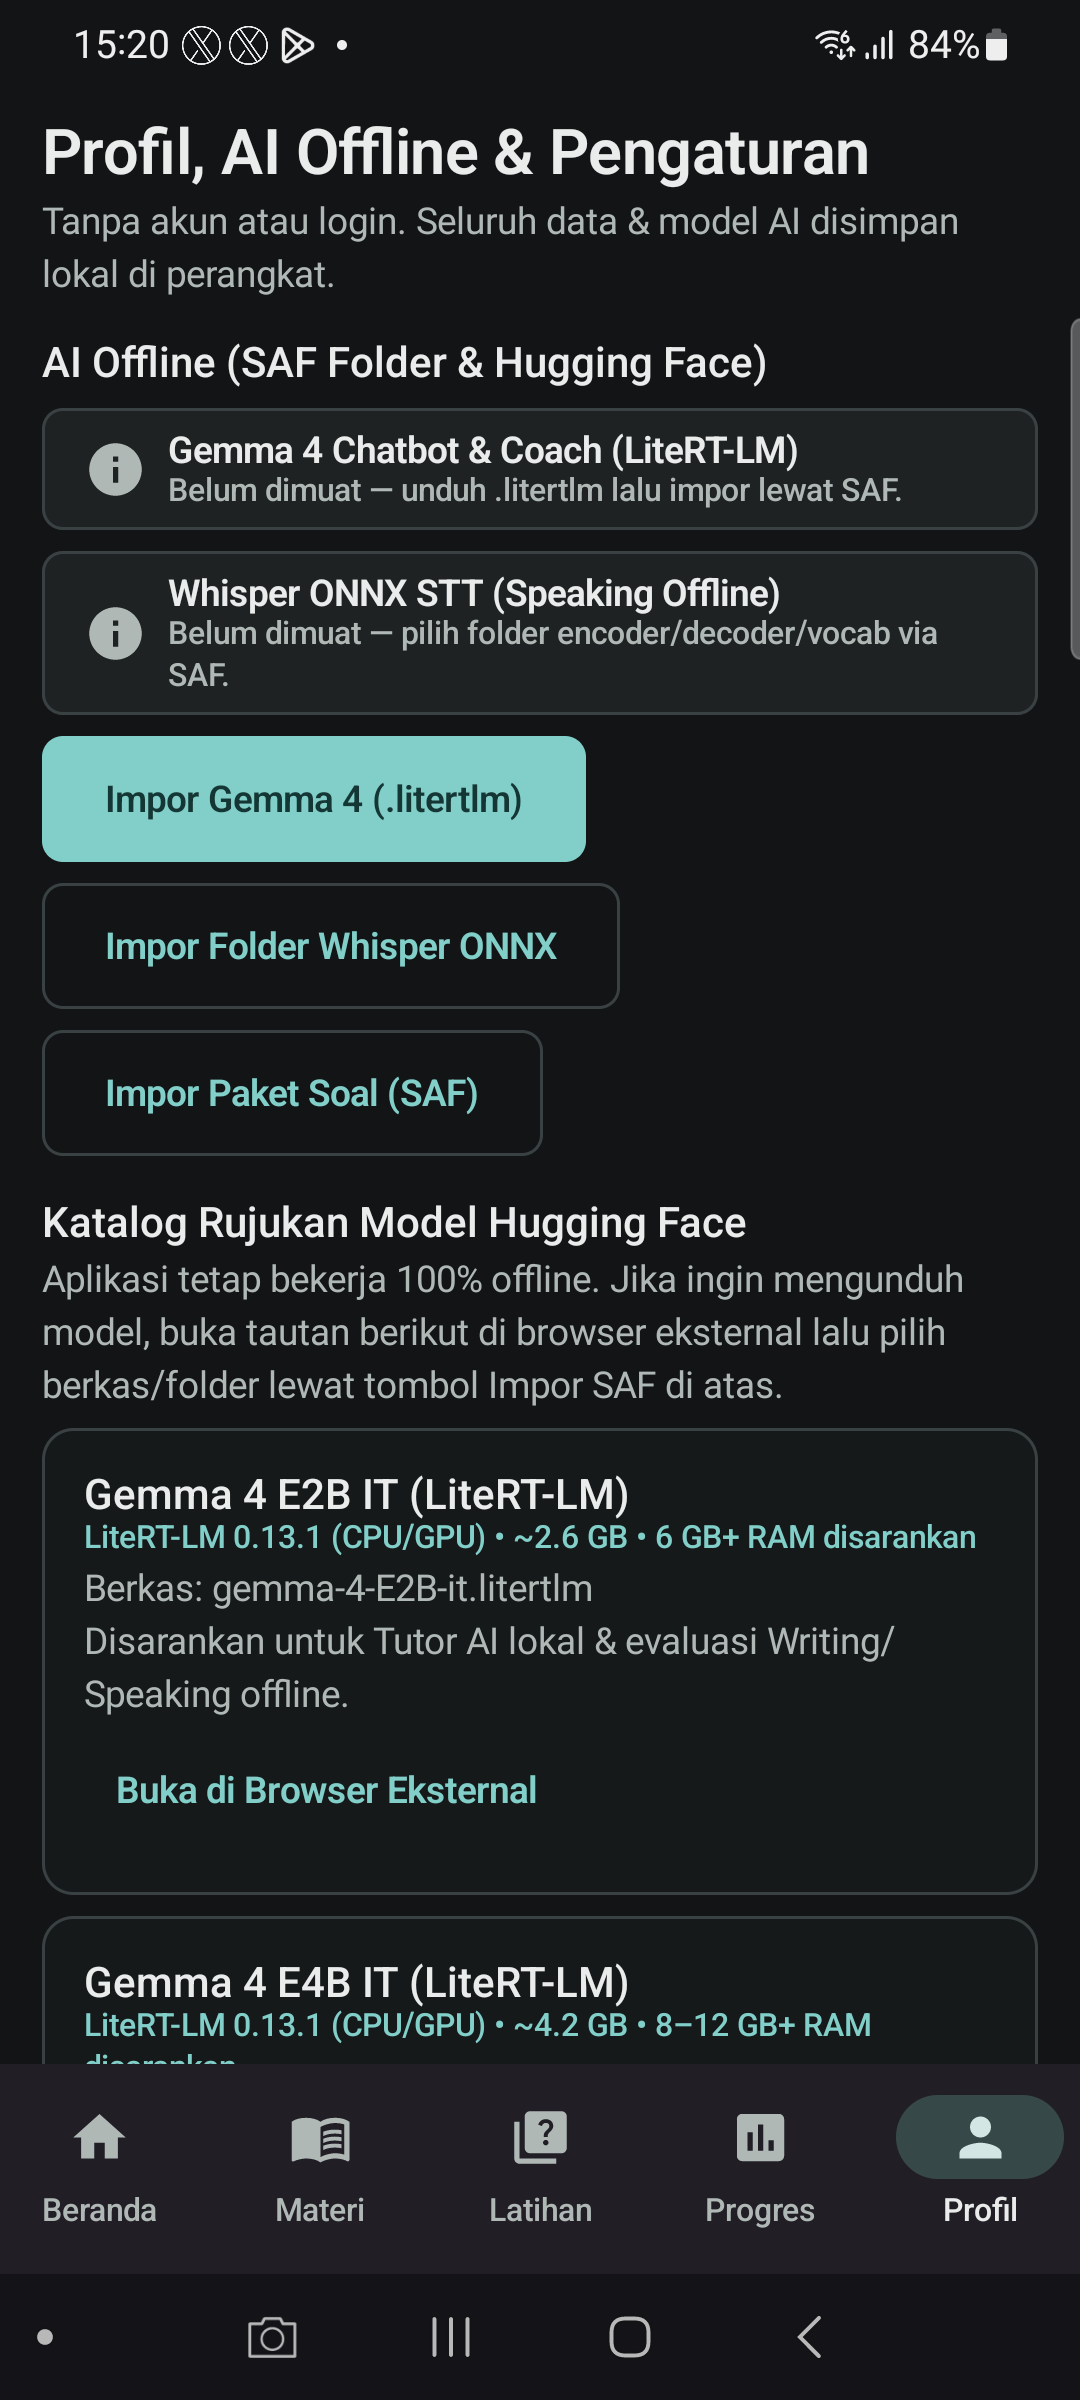 15:20
6
84%
Profil, AI Offline & Pengaturan
Tanpa akun atau login. Seluruh data & model AI disimpan
lokal di perangkat.
AI Offline (SAF Folder & Hugging Face)
Gemma 4 Chatbot & Coach (LiteRT-LM)
Belum dimuat — unduh .litertlm lalu impor lewat SAF.
Whisper ONNX STT (Speaking Offline)
Belum dimuat — pilih folder encoder/decoder/vocab via
SAF.
Impor Gemma 4 (.litertlm)
Impor Folder Whisper ONNX
Impor Paket Soal (SAF)
Katalog Rujukan Model Hugging Face
Aplikasi tetap bekerja 100% offline. Jika ingin mengunduh
model, buka tautan berikut di browser eksternal lalu pilih
berkas/folder lewat tombol Impor SAF di atas.
Gemma 4 E2B IT (LiteRT-LM)
LiteRT-LM 0.13.1 (CPU/GPU) • ~2.6 GB • 6 GB+ RAM disarankan
Berkas: gemma-4-E2B-it.litertlm
Disarankan untuk Tutor AI lokal & evaluasi Writing/
Speaking offline.
Buka di Browser Eksternal
Gemma 4 E4B IT (LiteRT-LM)
LiteRT-LM 0.13.1 (CPU/GPU) • ~4.2 GB • 8–12 GB+ RAM
disarankan
Beranda
Materi
Latihan
Progres
Profil